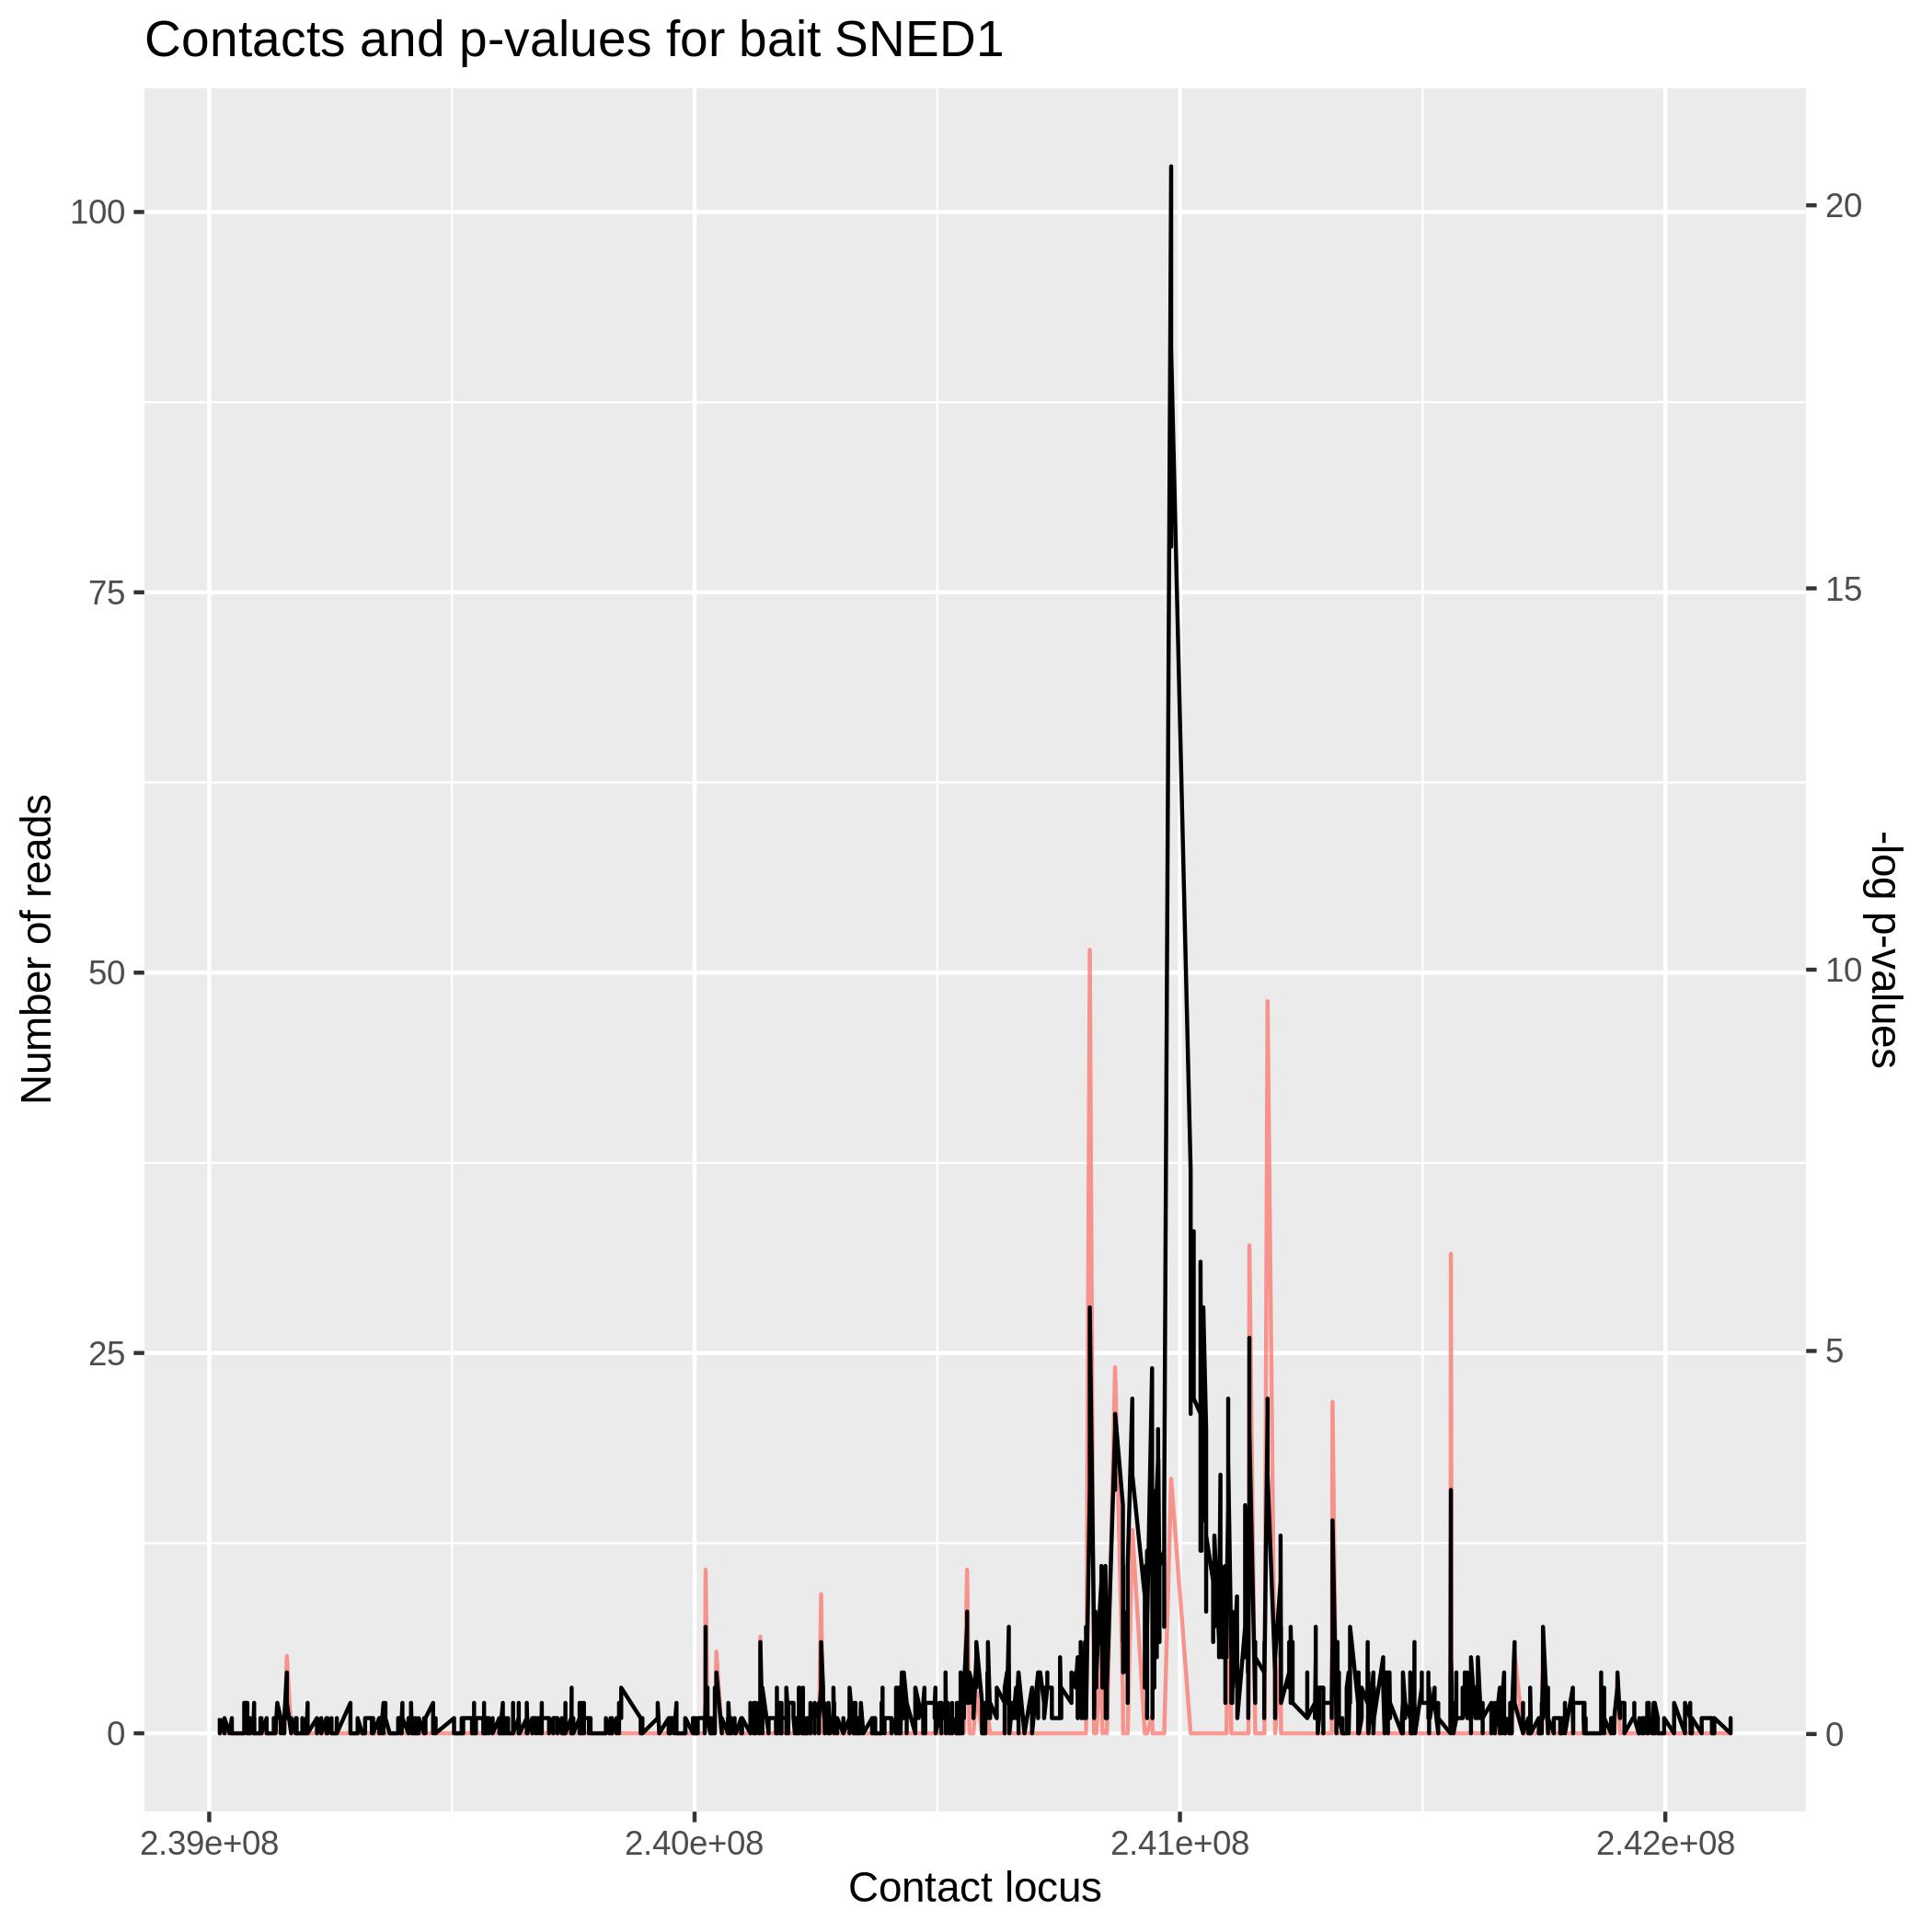 Contacts and p-values for bait SNED1
100
75
50
25
0
20
15
10
5
0
Number of reads
-log p-values
2.39e+08 2.40e+08 2.41e+08 2.42e+08
Contact locus